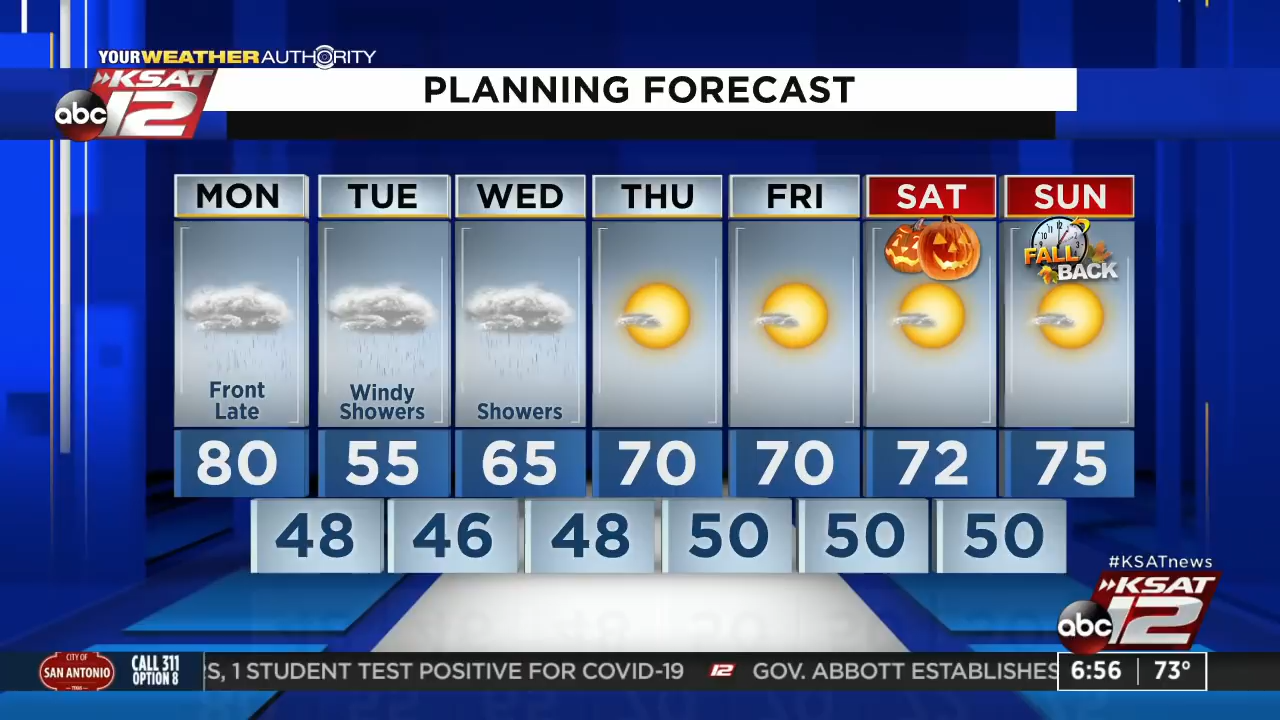 YOURWEATHERAUTHORITY
KSAT
abc 12
PLANNING FORECAST
MON TUE WED THU FRI SAT SUN
FALL BACK
Front Late
Windy Showers
Showers
80 55 65 70 70 72 75
48 46 48 50 50 50
#KSATnews
KSAT
abc 12
CITY OF
SAN ANTONIO
TEXAS
CALL 311
OPTION 8
S, 1 STUDENT TEST POSITIVE FOR COVID-19 12 GOV. ABBOTT ESTABLISHES
6:56 73°